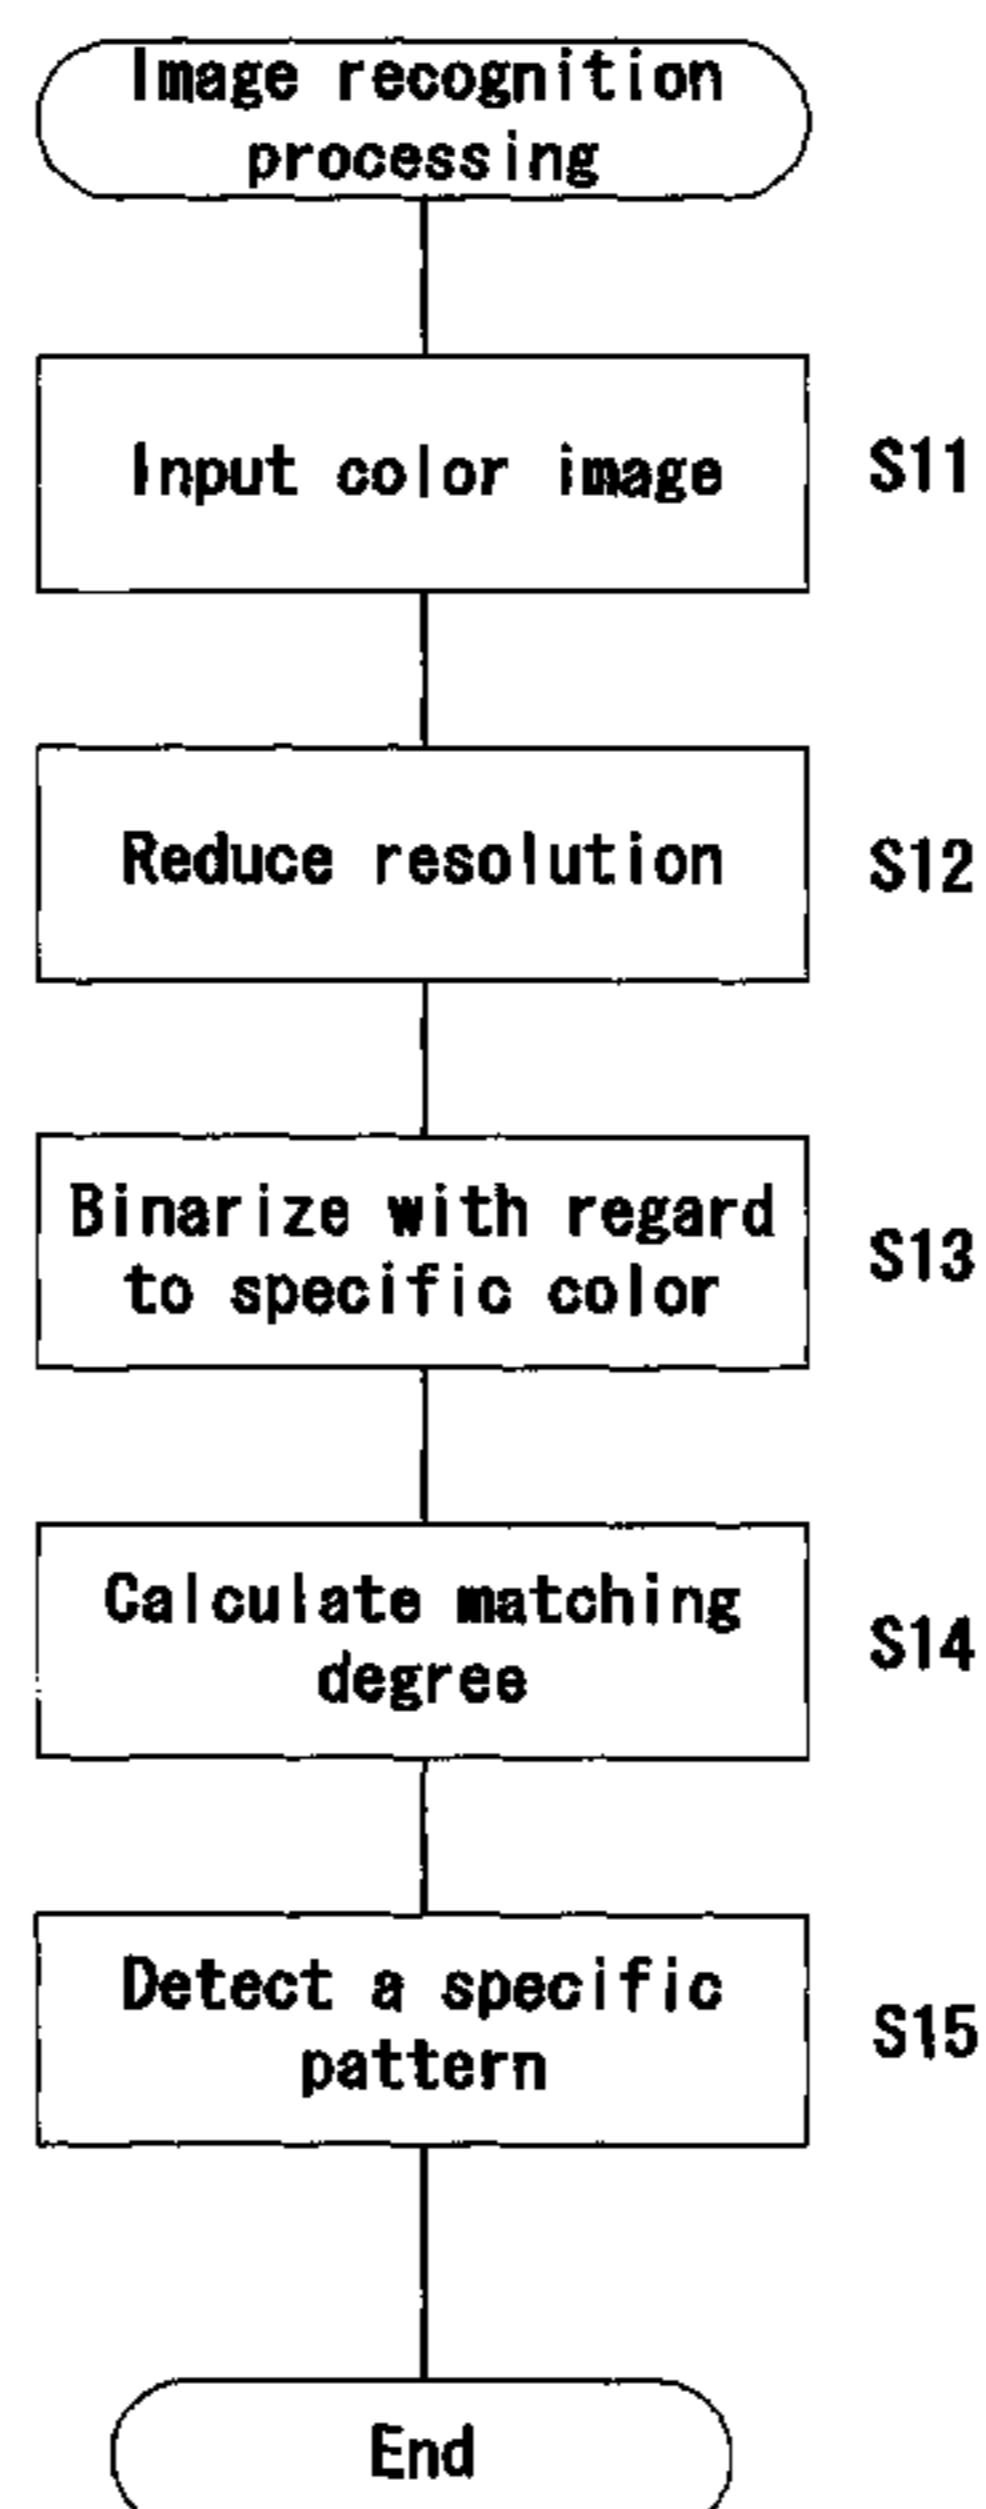 Image recognition
processing
Input color image
S11
Reduce resolution
S12
Binarize with regard
to specific color
S13
Calculate matching
degree
S14
Detect a specific
pattern
S15
End